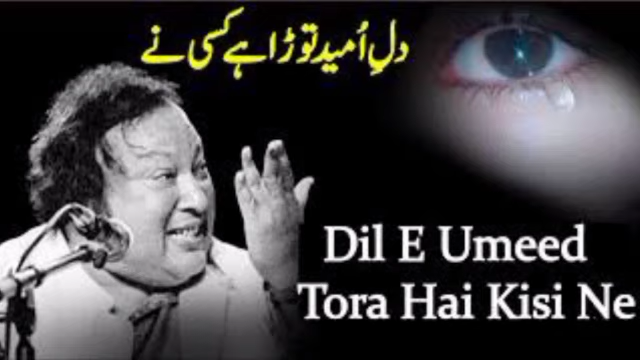 دلِ اُمید توڑا ہے کسی نے
Dil E Umeed
Tora Hai Kisi Ne